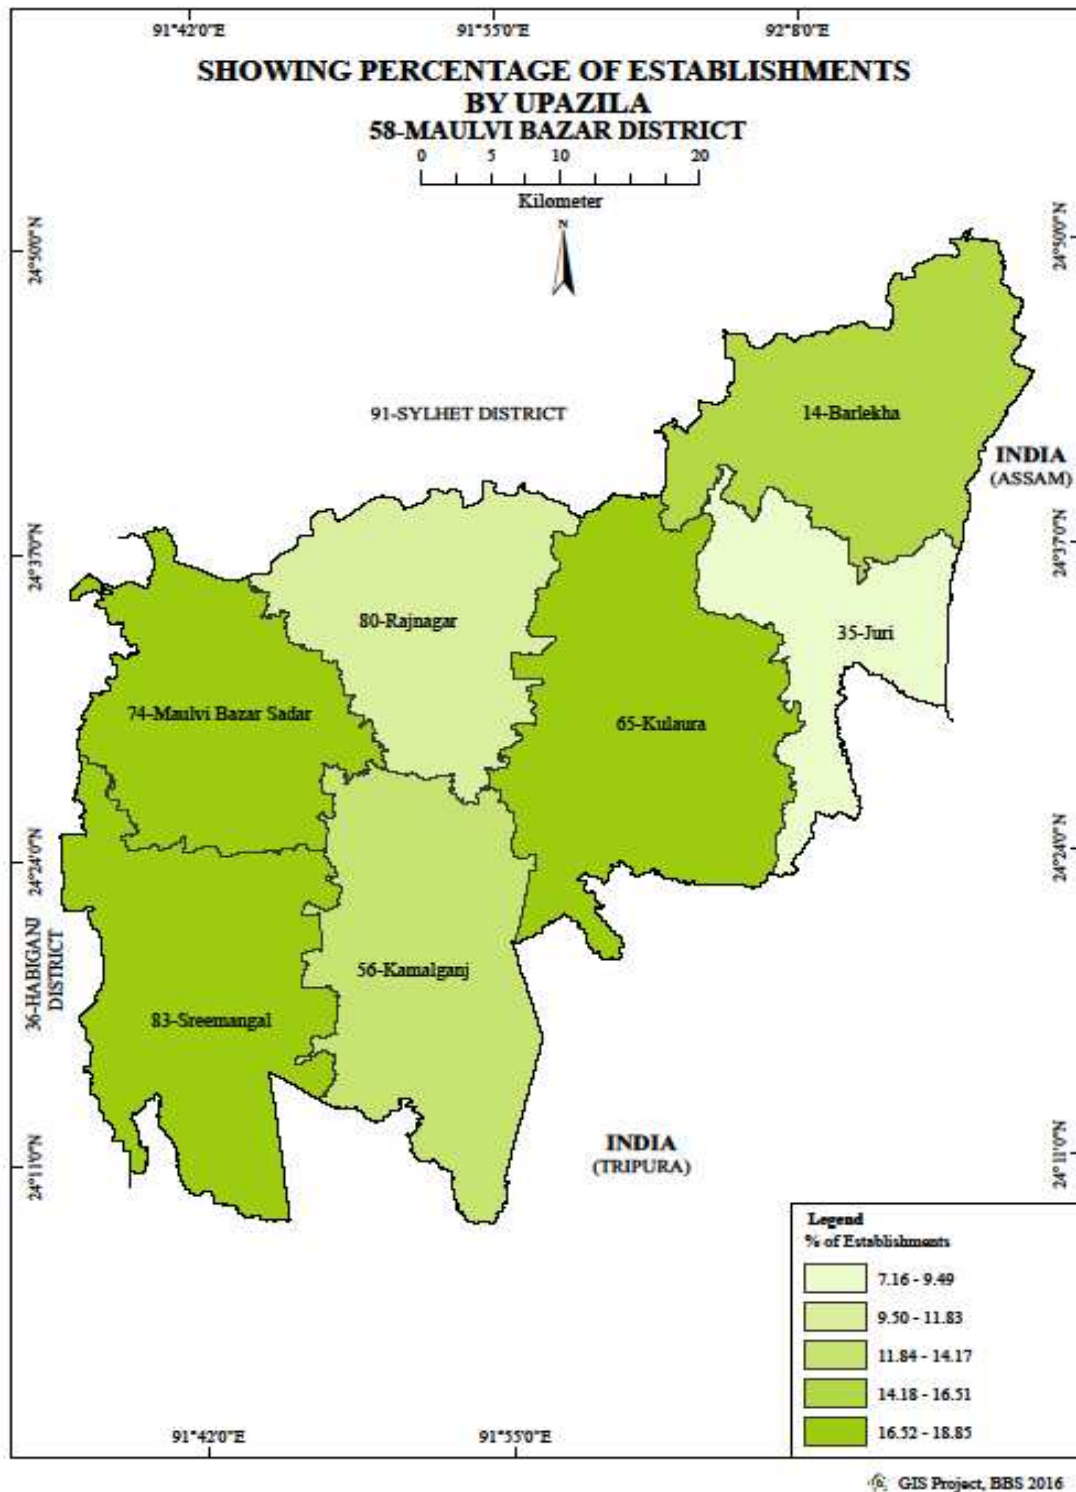 91°42'0"E 91°55'0"E 92°8'0"E
SHOWING PERCENTAGE OF ESTABLISHMENTS
BY UPAZILA
58-MAULVI BAZAR DISTRICT
0 5 10 20
Kilometer
N
24°50'0"N 24°50'0"N
14-Barlekha
91-SYLHET DISTRICT
INDIA
(ASSAM)
24°37'0"N 24°37'0"N
80-Rajnagar
35-Juri
74-Maulvi Bazar Sadar
65-Kulaura
24°24'0"N 24°24'0"N
36-HABIGANJ
DISTRICT
56-Kamalganj
83-Sreemangal
INDIA
(TRIPURA)
24°11'0"N 24°11'0"N
Legend
% of Establishments
7.16 - 9.49
9.50 - 11.83
11.84 - 14.17
14.18 - 16.51
16.52 - 18.85
91°42'0"E 91°55'0"E
GIS Project, BBS 2016